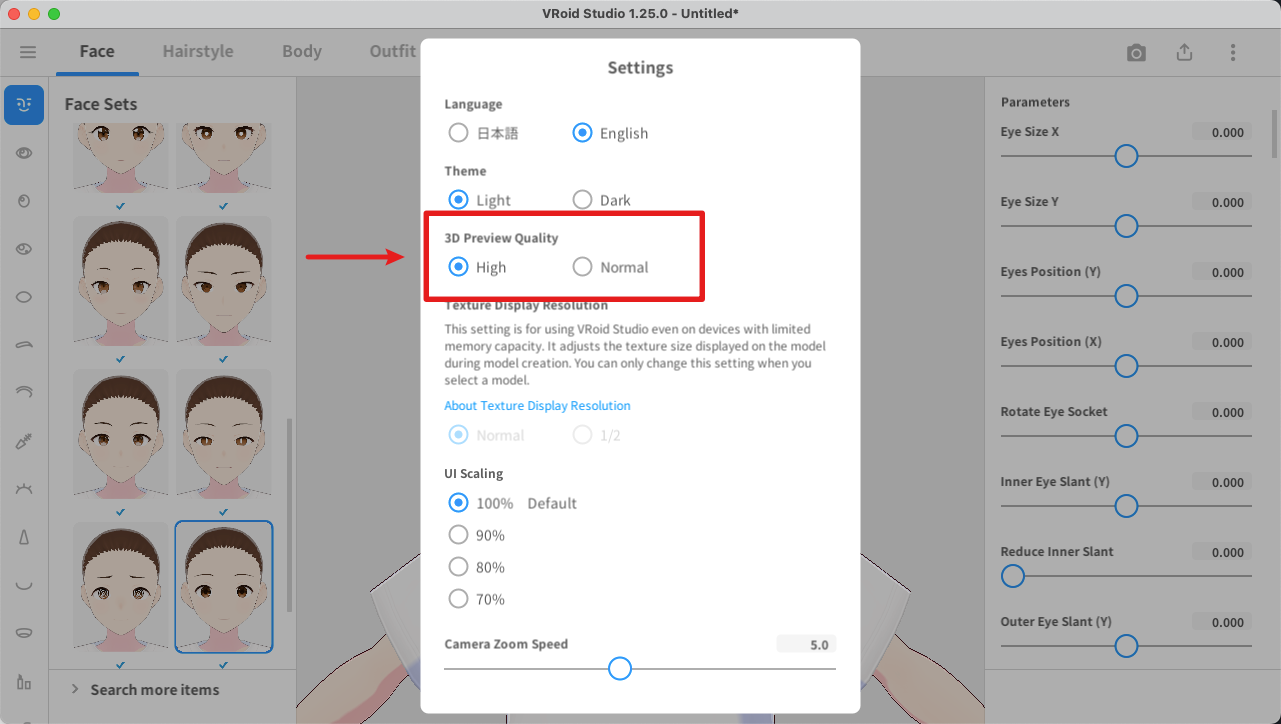 VRoid Studio 1.25.0 - Untitled*
Face
Hairstyle
Body
Outfit
Face Sets
Search more items
Settings
Language
日本語
English
Theme
Light
Dark
3D Preview Quality
High
Normal
Texture Display Resolution
This setting is for using VRoid Studio even on devices with limited
memory capacity. It adjusts the texture size displayed on the model
during model creation. You can only change this setting when you
select a model.
About Texture Display Resolution
Normal
1/2
UI Scaling
100% Default
90%
80%
70%
Camera Zoom Speed
5.0
Parameters
Eye Size X
0.000
Eye Size Y
0.000
Eyes Position (Y)
0.000
Eyes Position (X)
0.000
Rotate Eye Socket
0.000
Inner Eye Slant (Y)
0.000
Reduce Inner Slant
0.000
Outer Eye Slant (Y)
0.000